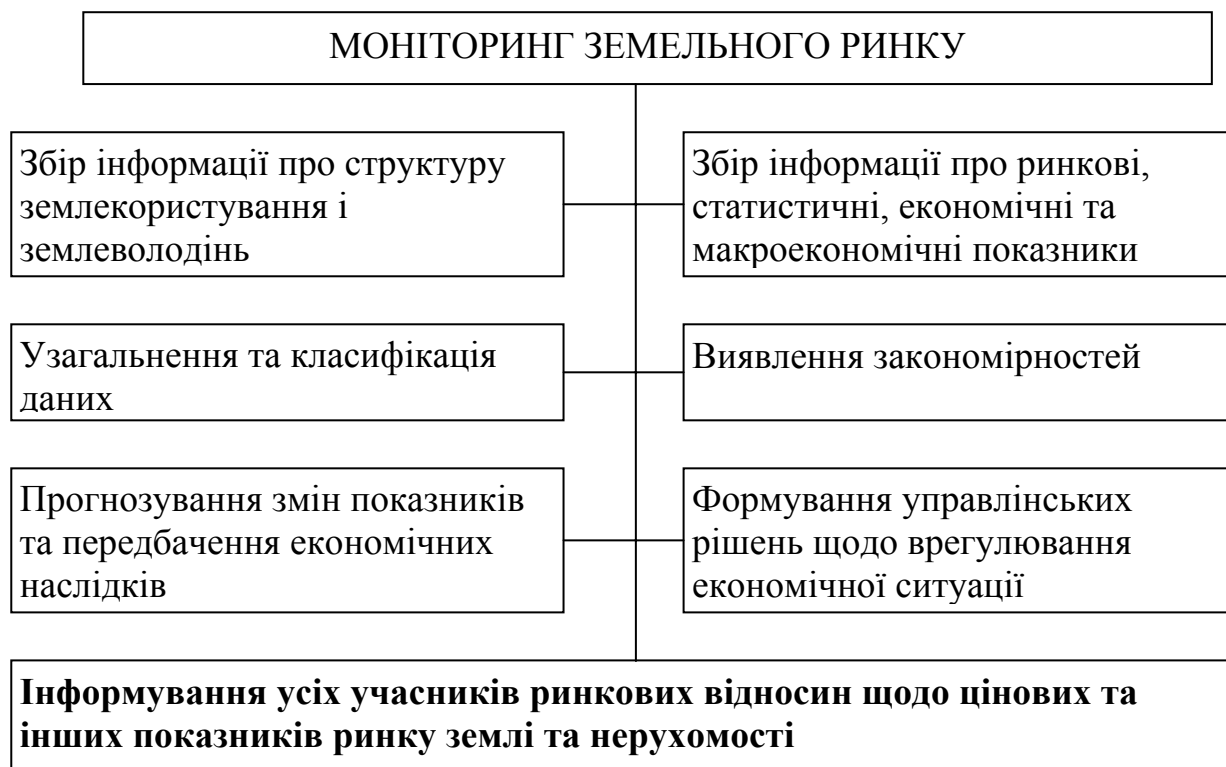 МОНІТОРИНГ ЗЕМЕЛЬНОГО РИНКУ
Збір інформації про структуру
землекористування і
землеволодінь
Збір інформації про ринкові,
статистичні, економічні та
макроекономічні показники
Узагальнення та класифікація
даних
Виявлення закономірностей
Прогнозування змін показників
та передбачення економічних
наслідків
Формування управлінських
рішень щодо врегулювання
економічної ситуації
Інформування усіх учасників ринкових відносин щодо цінових та
інших показників ринку землі та нерухомості